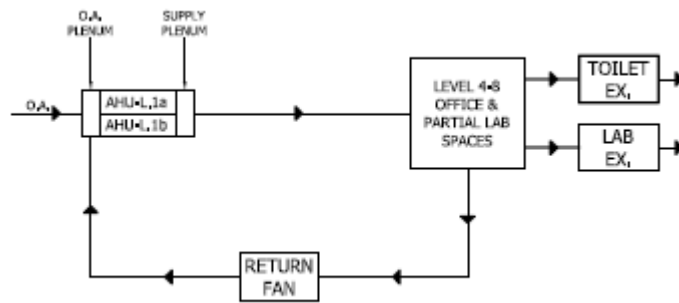 O.A.
PLENUM
SUPPLY
PLENUM
O.A.
AHU-L.1a
AHU-L.1b
LEVEL 4-8
OFFICE &
PARTIAL LAB
SPACES
TOILET
EX.
LAB
EX.
RETURN
FAN